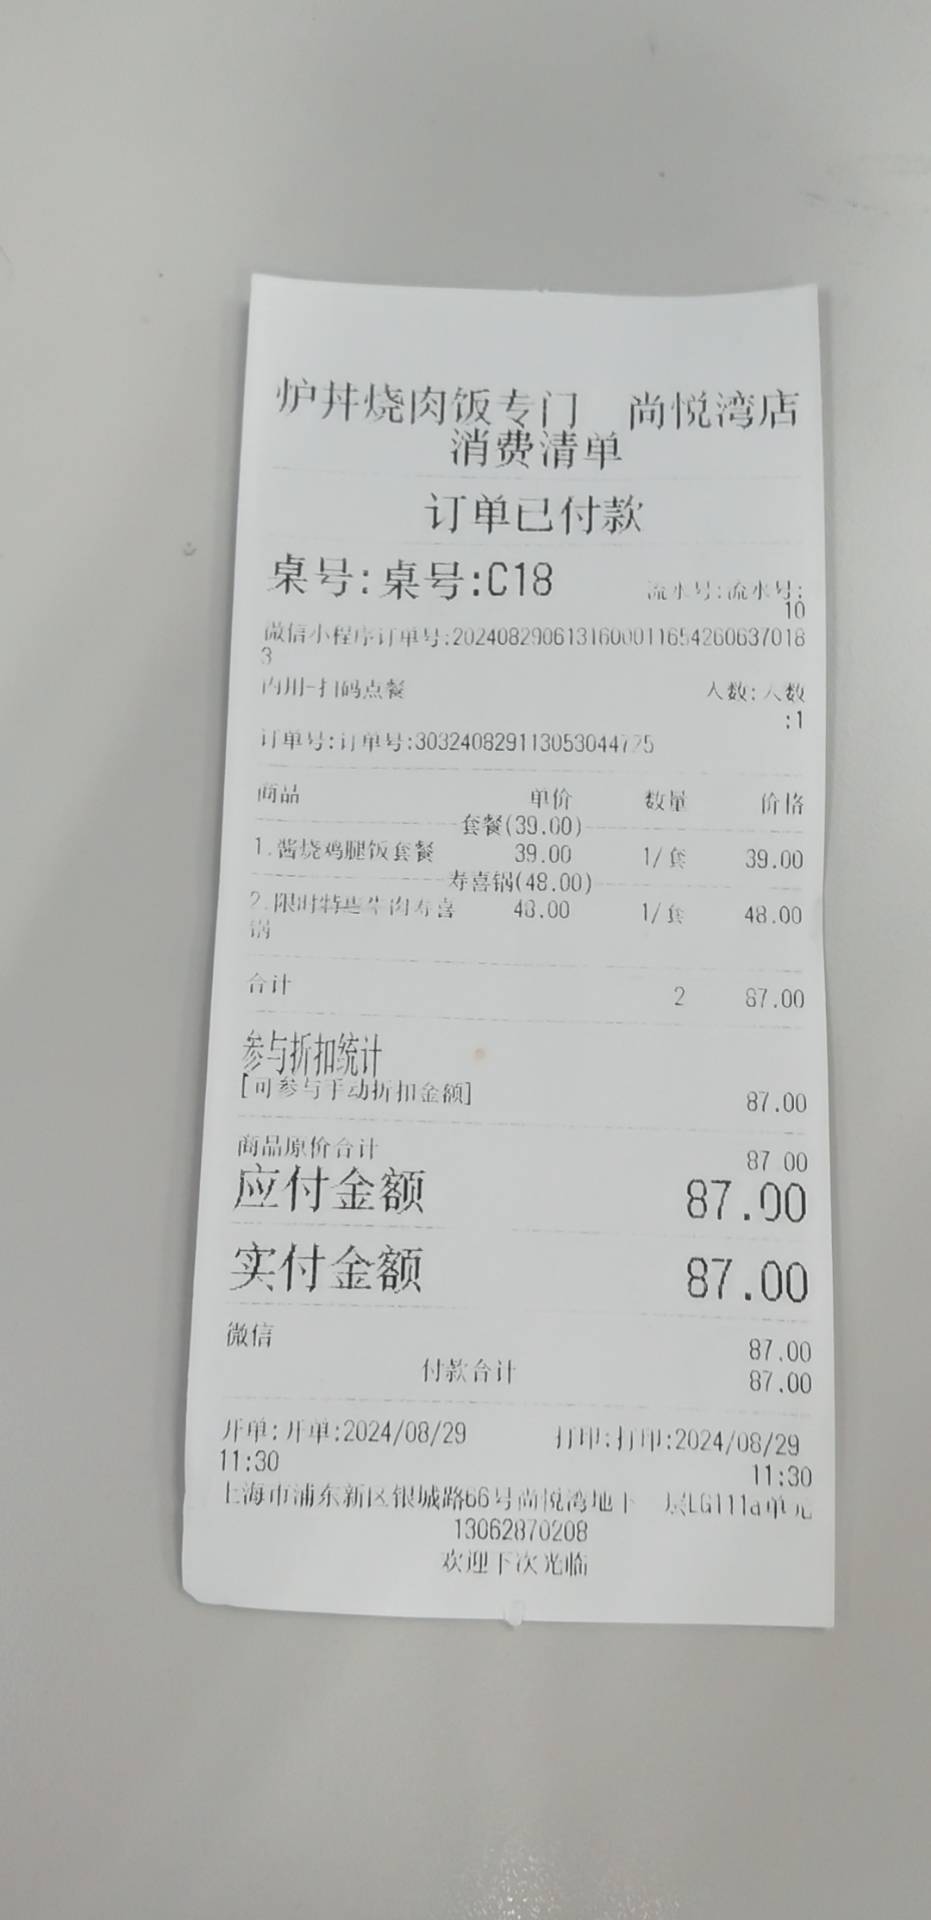 炉丼烧肉饭专门 尚悦湾店
消费清单
订单已付款
桌号:桌号:C18 流水号:流水号:
10
微信小程序订单号:2024082906131600011654260637018
3
内用-扫码点餐 人数:人数
:1
订单号:订单号:303240829113053044725
商品 单价 数量 价格
套餐(39.00)
1.酱烧鸡腿饭套餐 39.00 1/套 39.00
寿喜锅(48.00)
2.限时特惠牛肉寿喜 48.00 1/套 48.00
锅
合计 2 87.00
参与折扣统计
[可参与手动折扣金额] 87.00
商品原价合计 87.00
应付金额 87.00
实付金额 87.00
微信 87.00
付款合计 87.00
开单:开单:2024/08/29 打印:打印:2024/08/29
11:30 11:30
上海市浦东新区银城路66号尚悦湾地下一层LG111a单元
13062870208
欢迎下次光临